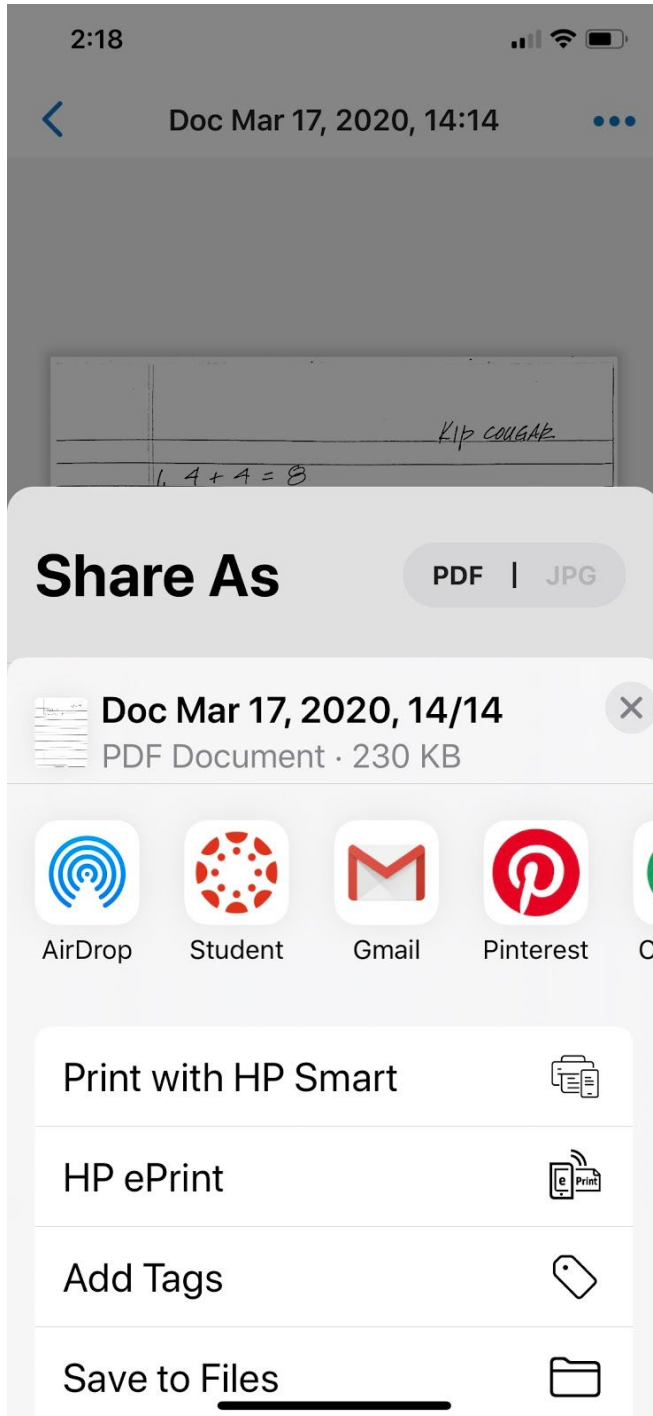 2:18
Doc Mar 17, 2020, 14:14
Kip COUGAR
1. 4 + 4 = 8
Share As
PDF | JPG
Doc Mar 17, 2020, 14/14
PDF Document · 230 KB
AirDrop Student Gmail Pinterest
Print with HP Smart
HP ePrint
e Print
Add Tags
Save to Files